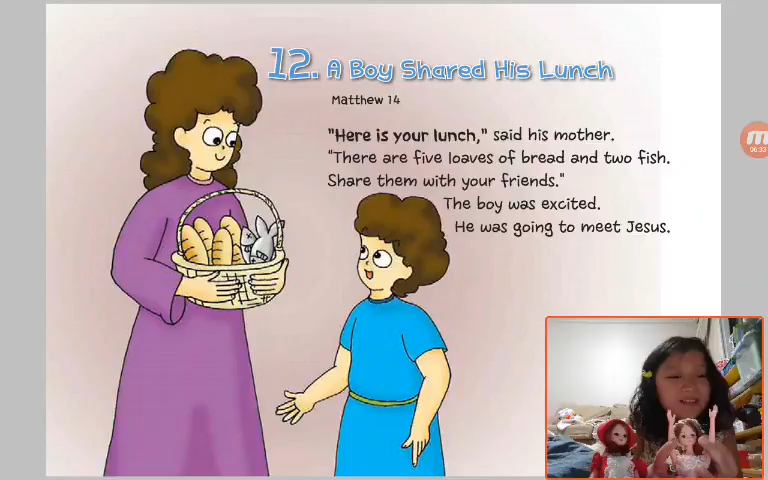 12. A Boy Shared His Lunch
Matthew 14
"Here is your lunch," said his mother.
"There are five loaves of bread and two fish.
Share them with your friends."
The boy was excited.
He was going to meet Jesus.
06:33